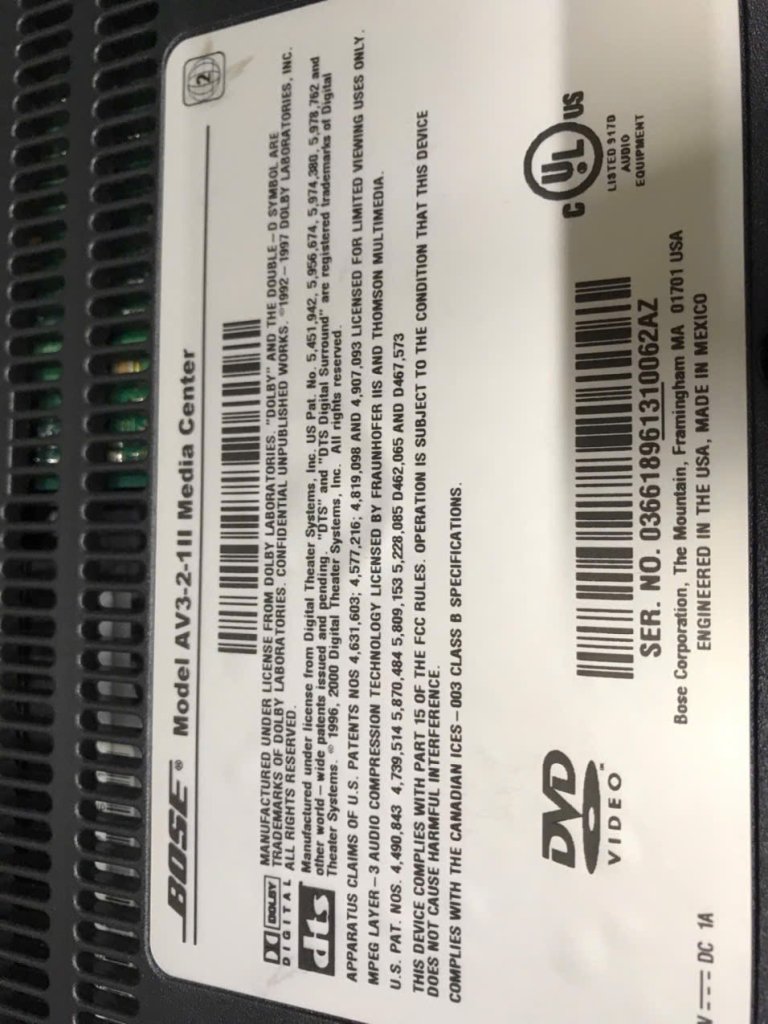 BOSE® Model AV3-2-1II Media Center
2
DOLBY
DIGITAL
MANUFACTURED UNDER LICENSE FROM DOLBY LABORATORIES. "DOLBY" AND THE DOUBLE-D SYMBOL ARE
TRADEMARKS OF DOLBY LABORATORIES. CONFIDENTIAL UNPUBLISHED WORKS. ©1992-1997 DOLBY LABORATORIES, INC.
ALL RIGHTS RESERVED.
dts
Manufactured under license from Digital Theater Systems, Inc. US Pat. No. 5,451,942, 5,956,674, 5,974,380, 5,978,762 and
other world-wide patents issued and pending. "DTS" and "DTS Digital Surround" are registered trademarks of Digital
Theater Systems. © 1996, 2000 Digital Theater Systems, Inc. All rights reserved.
APPARATUS CLAIMS OF U.S. PATENTS NOS 4,631,603; 4,577,216; 4,819,098 AND 4,907,093 LICENSED FOR LIMITED VIEWING USES ONLY.
MPEG LAYER-3 AUDIO COMPRESSION TECHNOLOGY LICENSED BY FRAUNHOFER IIS AND THOMSON MULTIMEDIA.
U.S. PAT. NOS. 4,490,843 4,739,514 5,870,484 5,809,153 5,228,085 D462,065 AND D467,573
THIS DEVICE COMPLIES WITH PART 15 OF THE FCC RULES. OPERATION IS SUBJECT TO THE CONDITION THAT THIS DEVICE
DOES NOT CAUSE HARMFUL INTERFERENCE.
COMPLIES WITH THE CANADIAN ICES-003 CLASS B SPECIFICATIONS.
DVD
VIDEO™
C UL® US
LISTED 917D
AUDIO
EQUIPMENT
SER. NO. 036618961310062AZ
Bose Corporation, The Mountain, Framingham MA 01701 USA
ENGINEERED IN THE USA, MADE IN MEXICO
V⎓ DC 1A